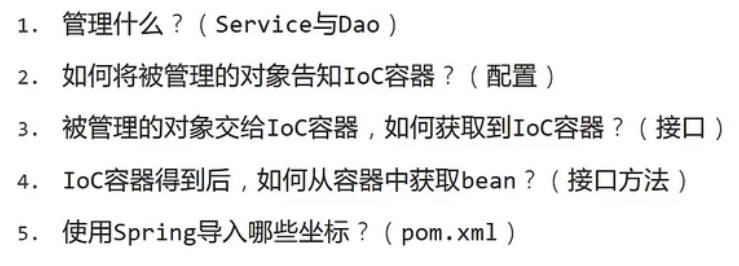 1. 管理什么？（Service与Dao）
2. 如何将被管理的对象告知IoC容器？（配置）
3. 被管理的对象交给IoC容器，如何获取到IoC容器？（接口）
4. IoC容器得到后，如何从容器中获取bean？（接口方法）
5. 使用Spring导入哪些坐标？（pom.xml）